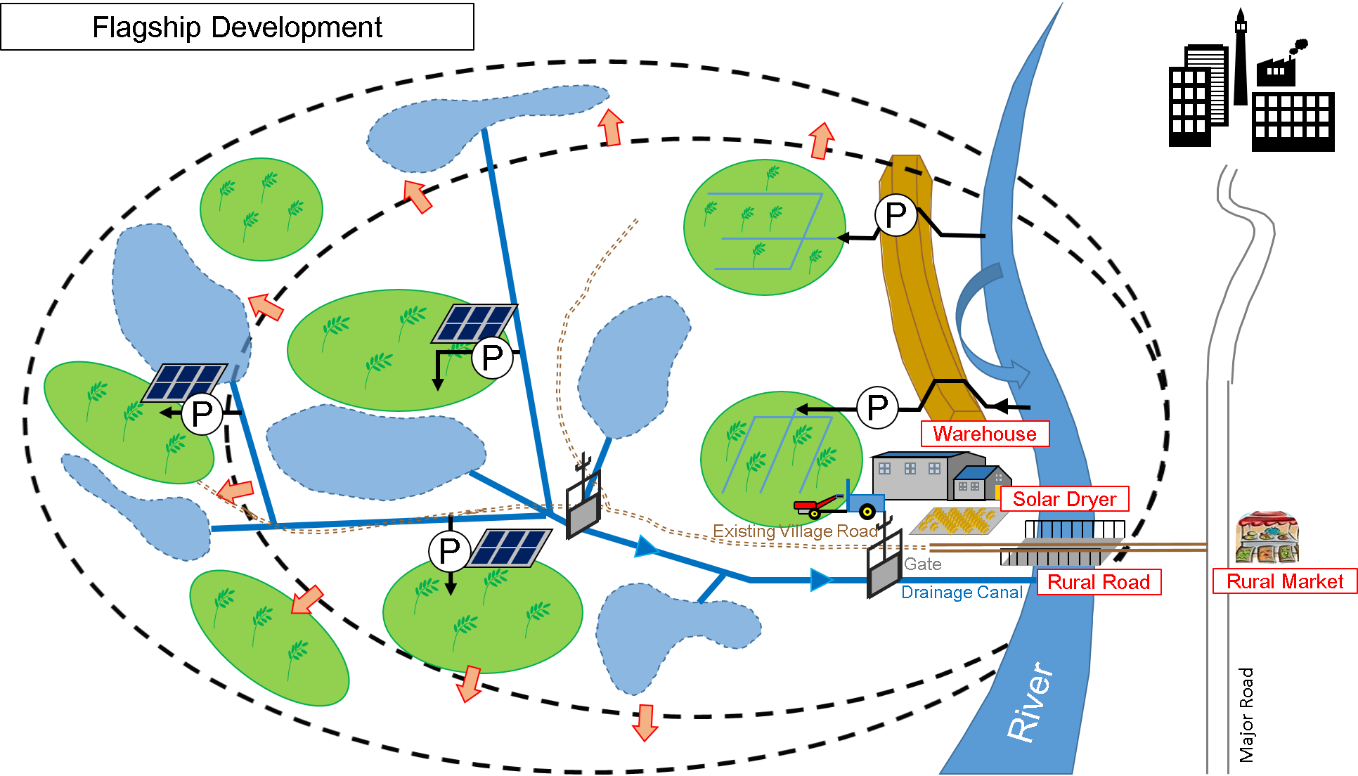 Flagship Development
P
P
P
P
Warehouse
P
Solar Dryer
Existing Village Road
P
Gate
Rural Road
Rural Market
Drainage Canal
River
Major Road